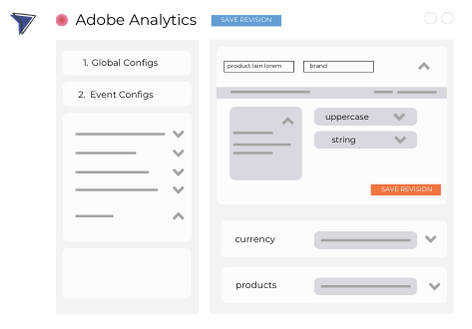 Adobe Analytics
SAVE REVISION
1. Global Configs
2. Event Configs
product lain lorem
brand
uppercase
string
SAVE REVISION
currency
products